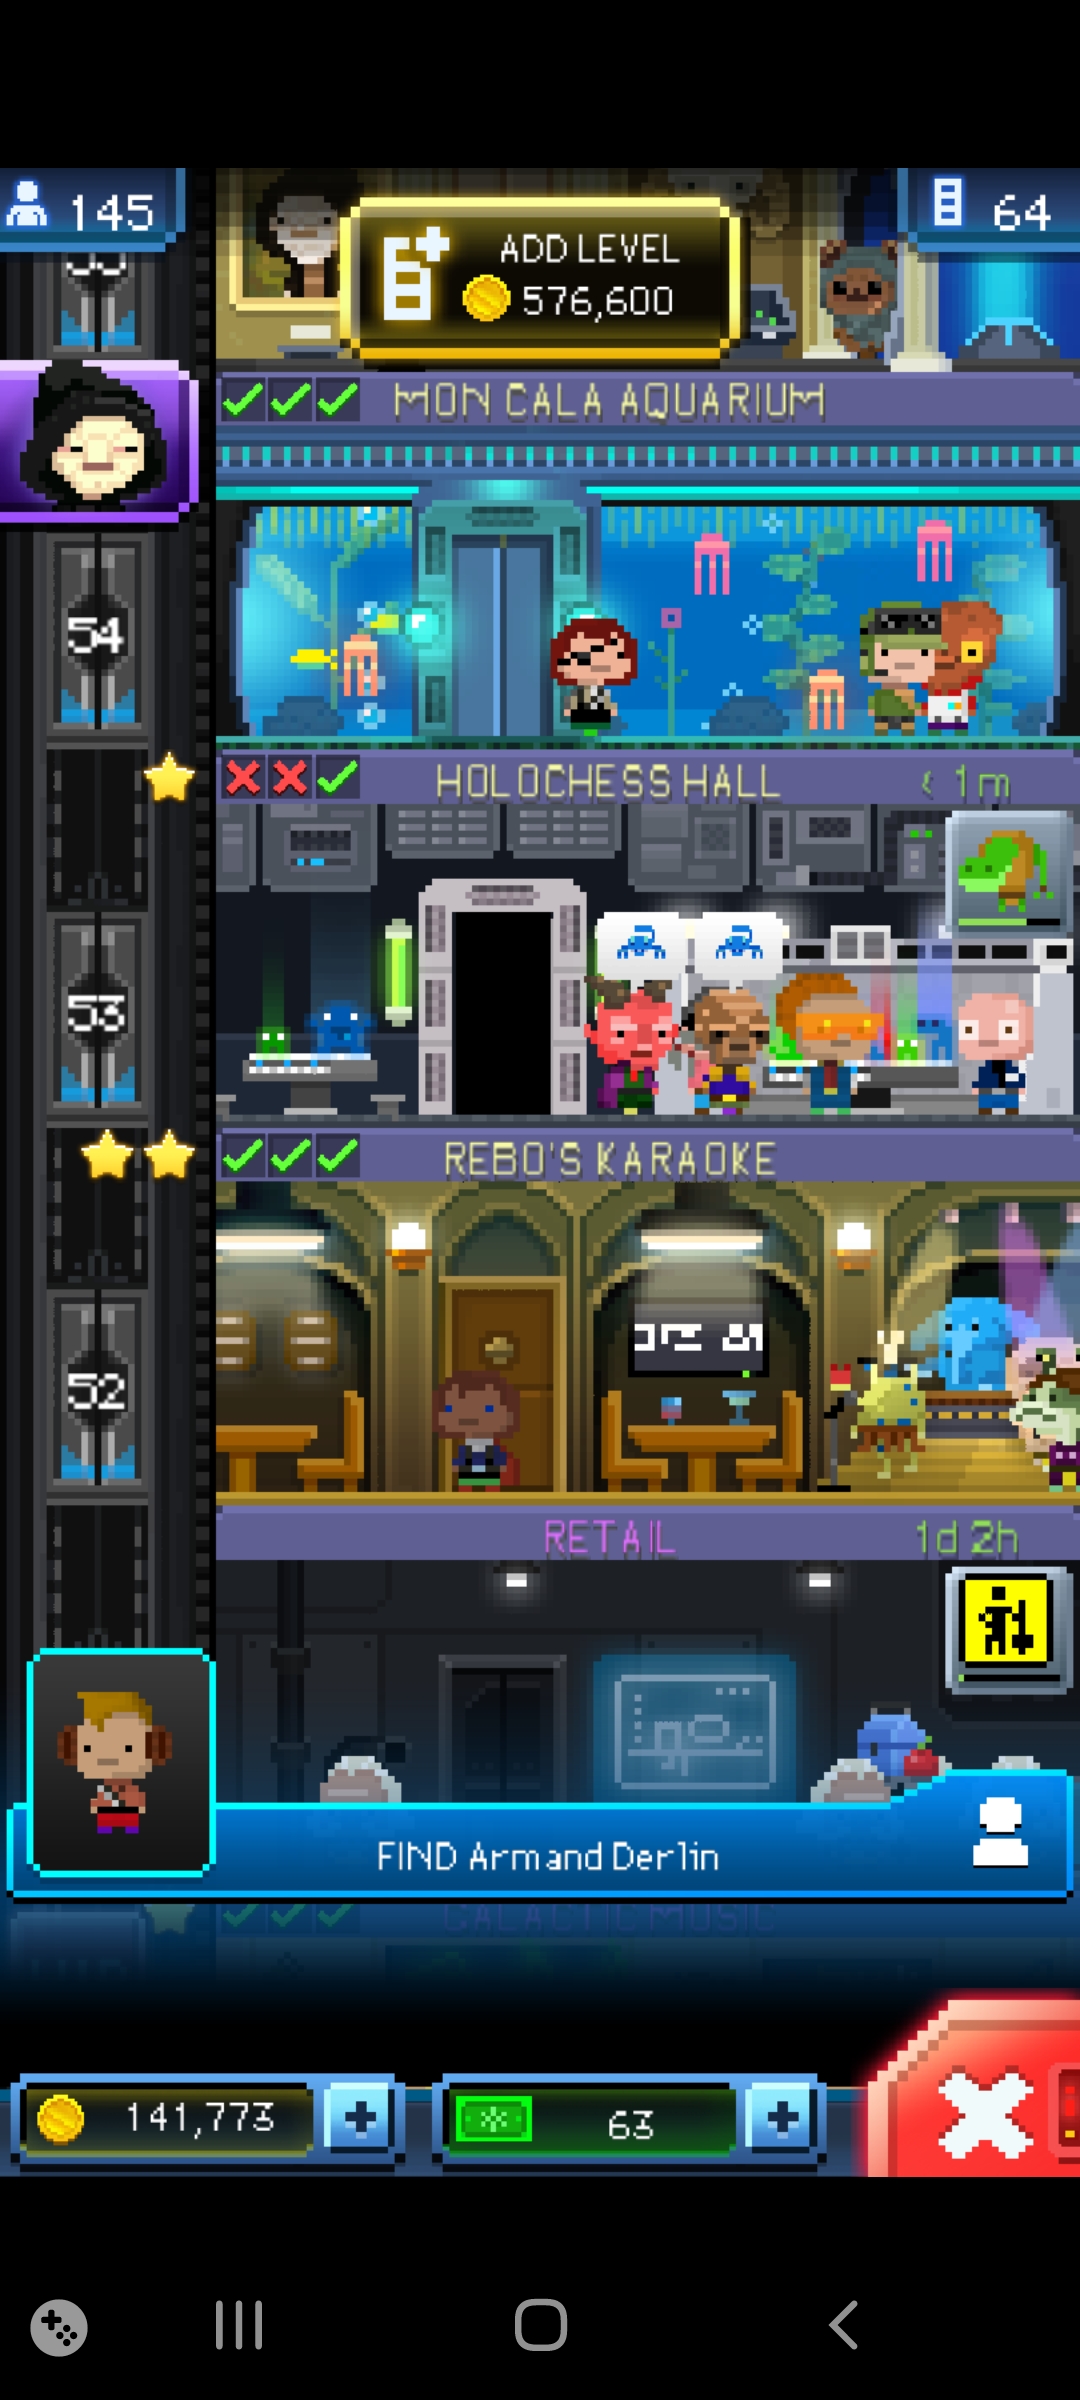 145
ADD LEVEL
576,600
64
MON CALA AQUARIUM
54
HOLOCHESS HALL
< 1m
53
REBO'S KARAOKE
52
RETAIL
1d 2h
FIND Armand Derlin
GALACTIC MUSIC
141,773
63